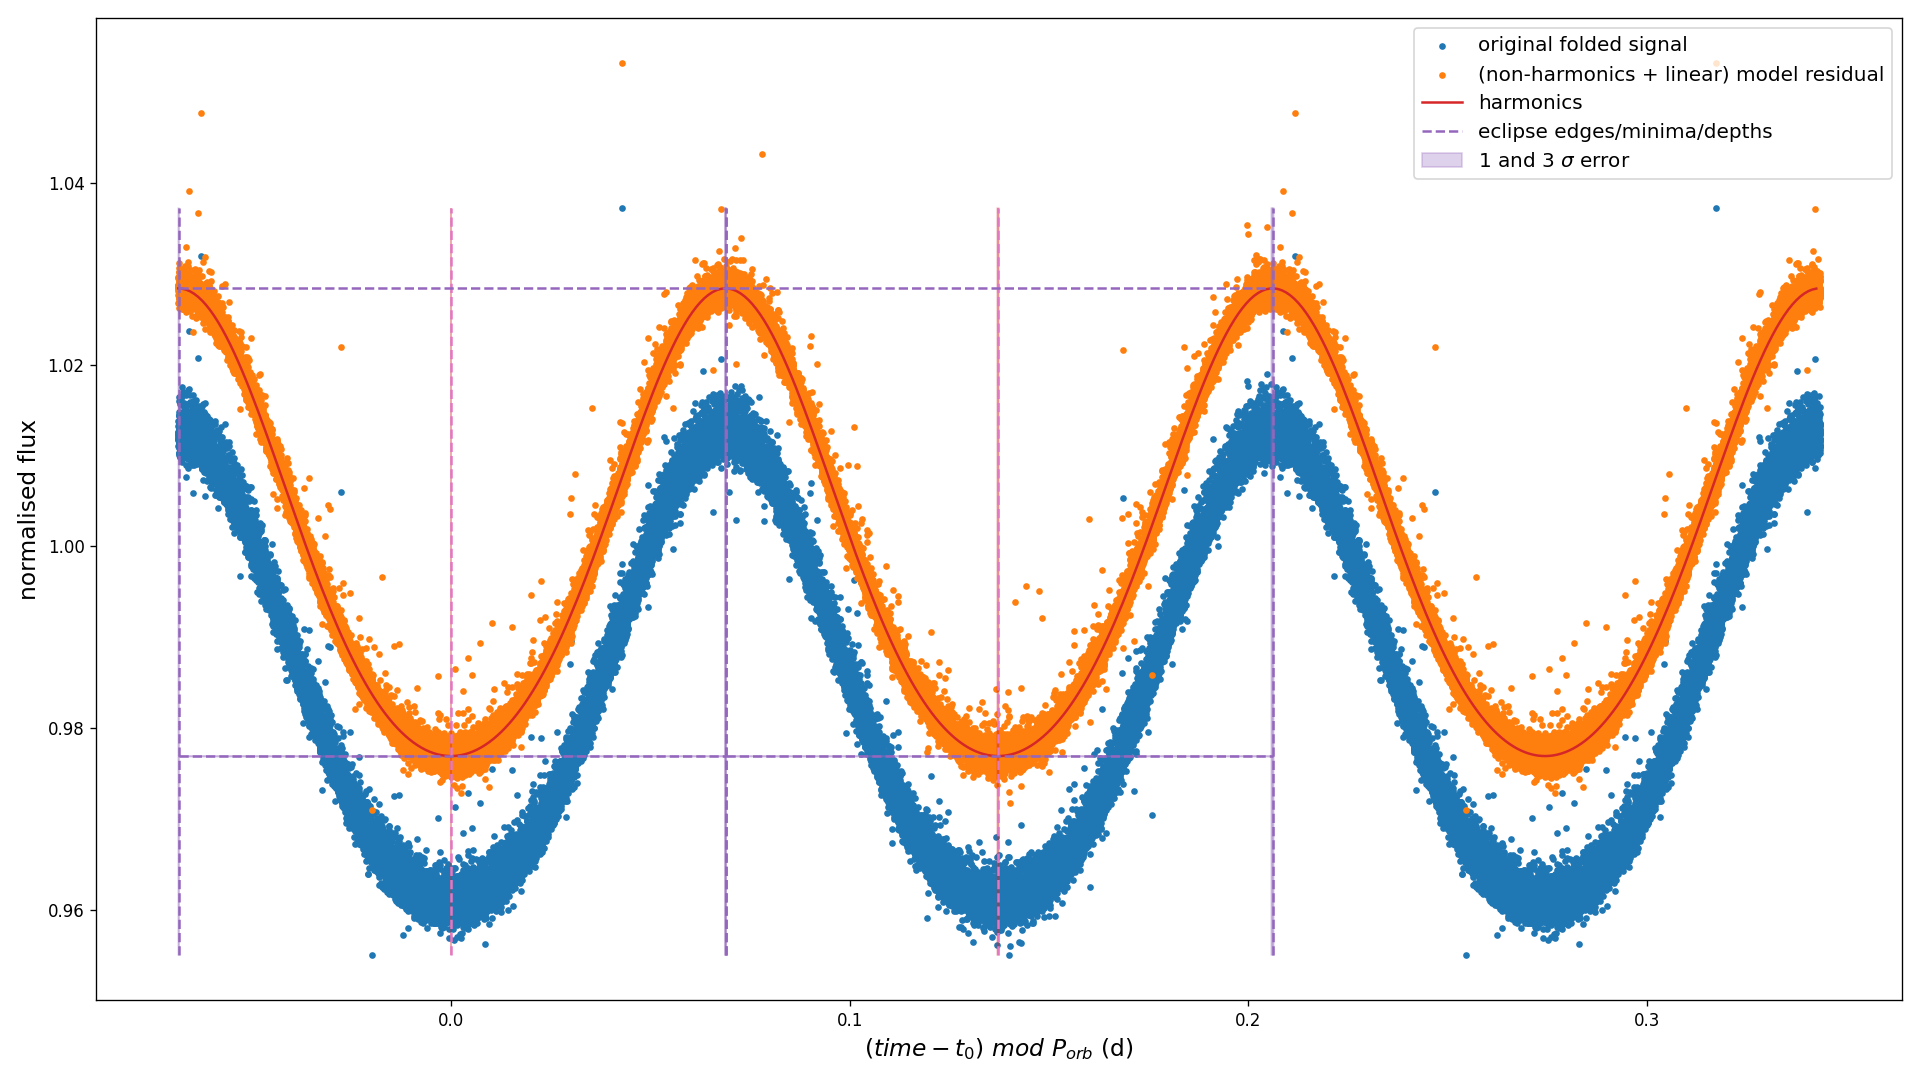 original folded signal
(non-harmonics + linear) model residual
harmonics
eclipse edges/minima/depths
1 and 3 σ error
normalised flux
1.04
1.02
1.00
0.98
0.96
0.0
0.1
0.2
0.3
(time − t₀) mod Pₒᵣb (d)